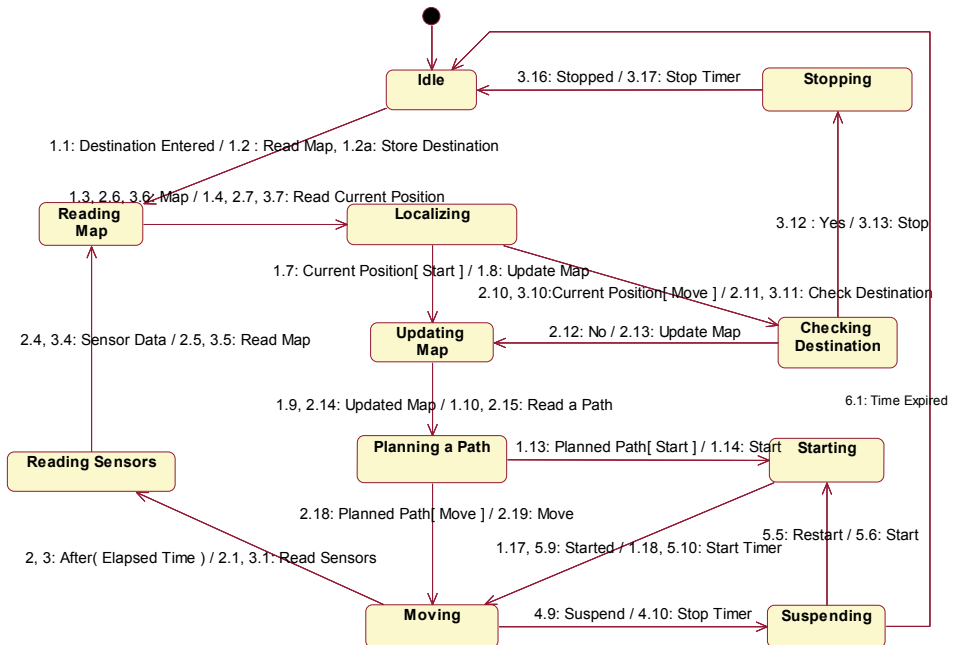 Idle
3.16: Stopped / 3.17: Stop Timer
Stopping
1.1: Destination Entered / 1.2 : Read Map, 1.2a: Store Destination
1.3, 2.6, 3.6: Map / 1.4, 2.7, 3.7: Read Current Position
Reading
Map
Localizing
3.12 : Yes / 3.13: Stop
1.7: Current Position[ Start ] / 1.8: Update Map
2.10, 3.10:Current Position[ Move ] / 2.11, 3.11: Check Destination
2.4, 3.4: Sensor Data / 2.5, 3.5: Read Map
Updating
Map
2.12: No / 2.13: Update Map
Checking
Destination
1.9, 2.14: Updated Map / 1.10, 2.15: Read a Path
6.1: Time Expired
Reading Sensors
Planning a Path
1.13: Planned Path[ Start ] / 1.14: Start
Starting
2.18: Planned Path[ Move ] / 2.19: Move
5.5: Restart / 5.6: Start
2, 3: After( Elapsed Time ) / 2.1, 3.1: Read Sensors
1.17, 5.9: Started / 1.18, 5.10: Start Timer
Moving
4.9: Suspend / 4.10: Stop Timer
Suspending